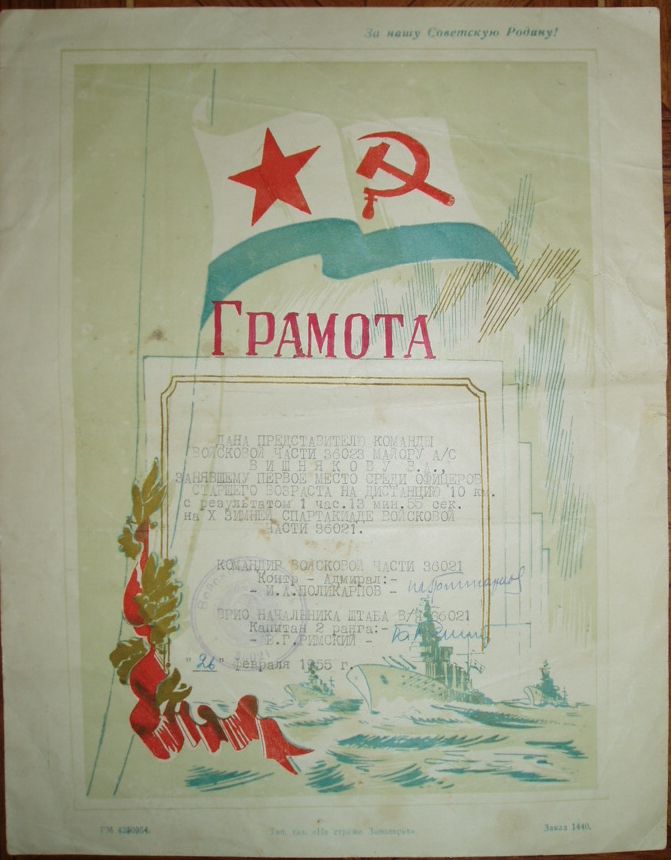 За нашу Советскую Родину!
ГРАМОТА
ДАНА ПРЕДСТАВИТЕЛЮ КОМАНДЫ
ВОЙСКОВОЙ ЧАСТИ 36023 МАЙОРУ А/С
ВИШНЯКОВУ В.А.,
ЗАНЯВШЕМУ ПЕРВОЕ МЕСТО СРЕДИ ОФИЦЕРОВ
СТАРШЕГО ВОЗРАСТА НА ДИСТАНЦИЮ 10 км.
с результатом 1 час.13 мин.55 сек.
на X ЗИМНЕЙ СПАРТАКИАДЕ ВОЙСКОВОЙ
ЧАСТИ 36021.
КОМАНДИР ВОЙСКОВОЙ ЧАСТИ 36021
Контр - Адмирал:-
- И.А.ПОЛИКАРПОВ -
ВРИО НАЧАЛЬНИКА ШТАБА В/Ч 36021
Капитан 2 ранга:-
- Е.Г.РИМСКИЙ -
"26" февраля 1955 г.
36021
Тип. газ. «На страже Заполярья»
Заказ 1440.